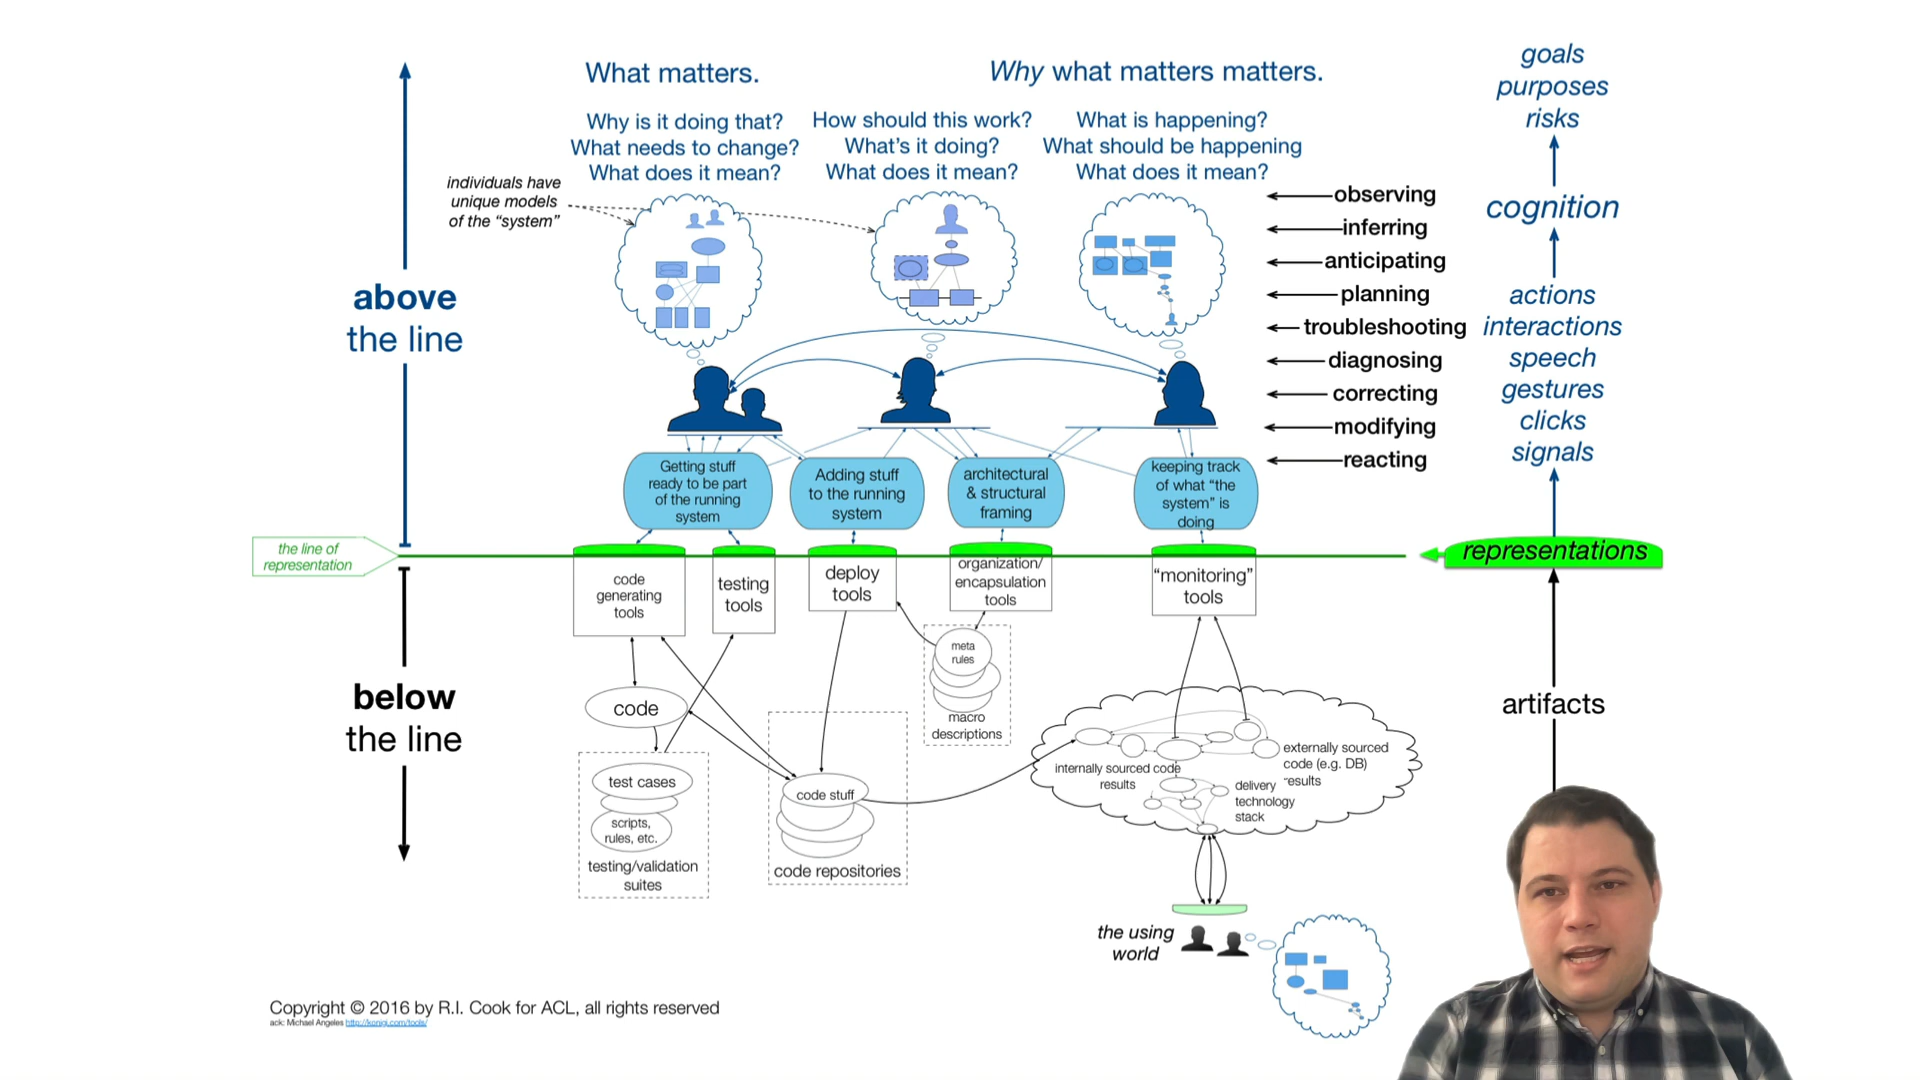 What matters.
Why what matters matters.
goals
purposes
risks
Why is it doing that?
What needs to change?
What does it mean?
How should this work?
What's it doing?
What does it mean?
What is happening?
What should be happening
What does it mean?
individuals have
unique models
of the “system”
observing
inferring
anticipating
planning
troubleshooting
diagnosing
correcting
modifying
reacting
cognition
actions
interactions
speech
gestures
clicks
signals
above
the line
Getting stuff
ready to be part
of the running
system
Adding stuff
to the running
system
architectural
& structural
framing
keeping track
of what “the
system” is
doing
the line of
representation
representations
code
generating
tools
testing
tools
deploy
tools
organization/
encapsulation
tools
“monitoring”
tools
below
the line
meta
rules
macro
descriptions
code
artifacts
test cases
scripts,
rules, etc.
testing/validation
suites
code stuff
code repositories
internally sourced code
results
externally sourced
code (e.g. DB)
results
delivery
technology
stack
the using
world
Copyright © 2016 by R.I. Cook for ACL, all rights reserved
ack: Michael Angeles http://konigi.com/tools/